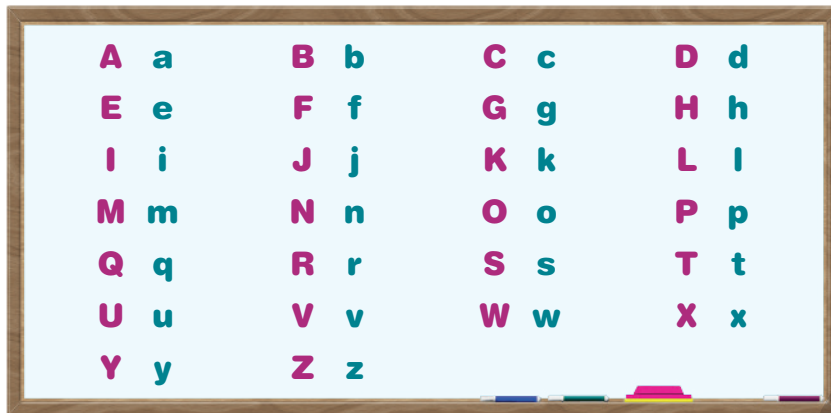 A a B b C c D d
E e F f G g H h
I i J j K k L l
M m N n O o P p
Q q R r S s T t
U u V v W w X x
Y y Z z